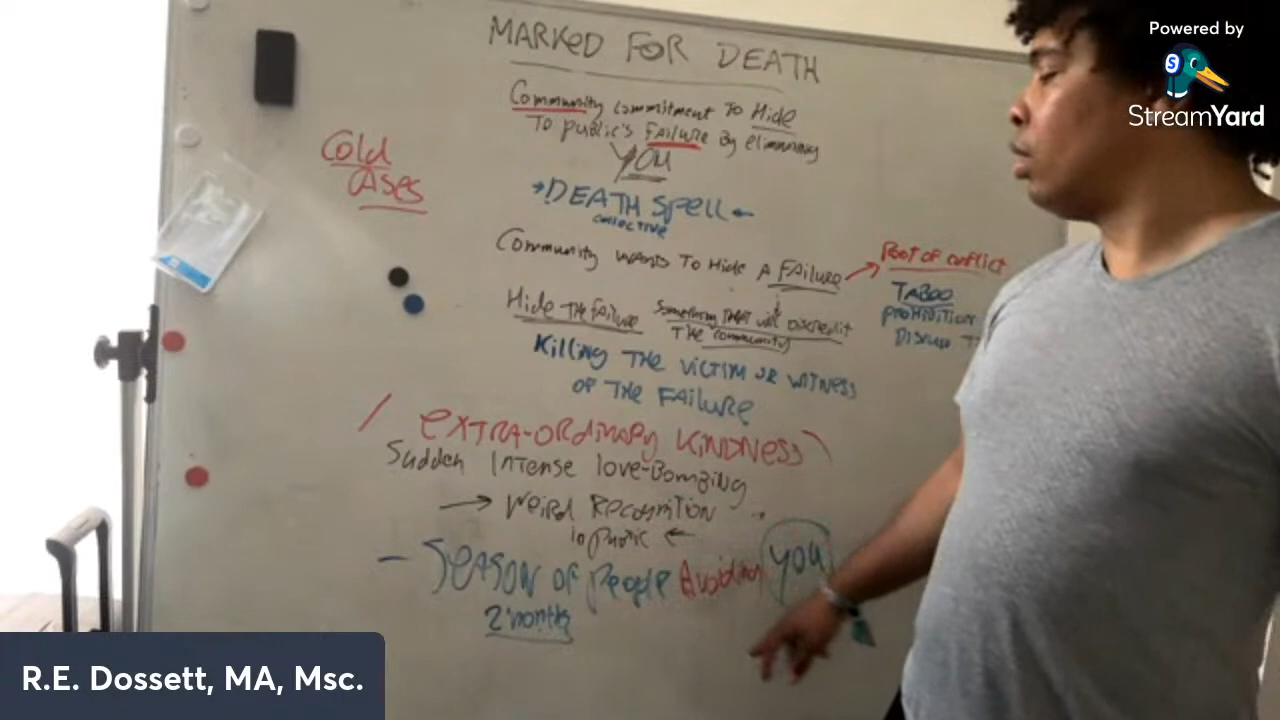 Powered by
StreamYard
MARKED FOR DEATH
Community commitment To Hide
To public's FAILURE By eliminating
YOU
Cold
CASES
DEATH SPELL
collective
Community WANTS To Hide A FAILURE
Root of conflict
TABOO
PROHIBITION
Discuss
Hide THE FAILURE
Something THAT will DISCREDIT
THE community
Killing THE VICTIM OR WITNESS
OF THE FAILURE
EXTRA-ORDINARY KINDNESS
Sudden Intense love-Bombing
Weird Recognition
in public
SEASON OF People Avoiding YOU
2 months
R.E. Dossett, MA, Msc.